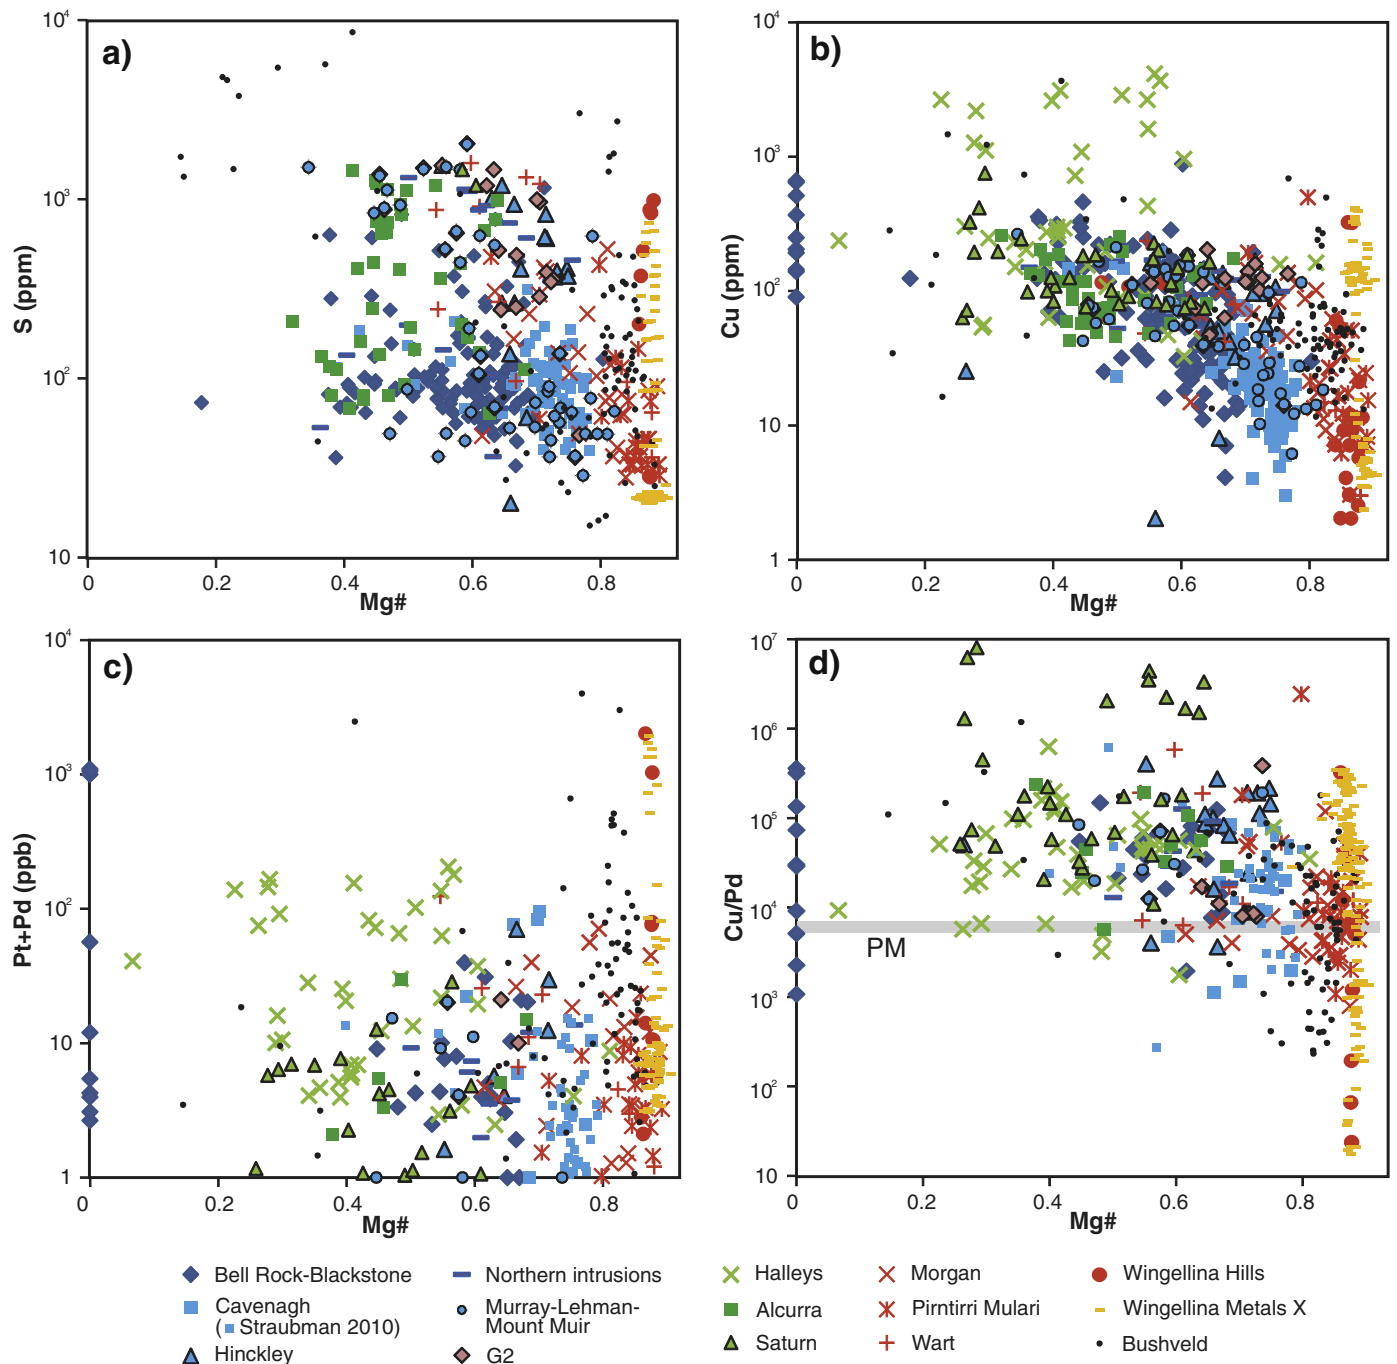 a)
S (ppm)
10⁴
10³
10²
10
0
0.2
0.4
0.6
0.8
Mg#
b)
Cu (ppm)
10⁴
10³
10²
10
1
0
0.2
0.4
0.6
0.8
Mg#
c)
Pt+Pd (ppb)
10⁴
10³
10²
10
1
0
0.2
0.4
0.6
0.8
Mg#
d)
Cu/Pd
10⁷
10⁶
10⁵
10⁴
10³
10²
10
PM
0
0.2
0.4
0.6
0.8
Mg#
Bell Rock-Blackstone
Cavenagh
( Straubman 2010)
Hinckley
Northern intrusions
Murray-Lehman-
Mount Muir
G2
Halleys
Alcurra
Saturn
Morgan
Pirntirri Mulari
Wart
Wingellina Hills
Wingellina Metals X
Bushveld